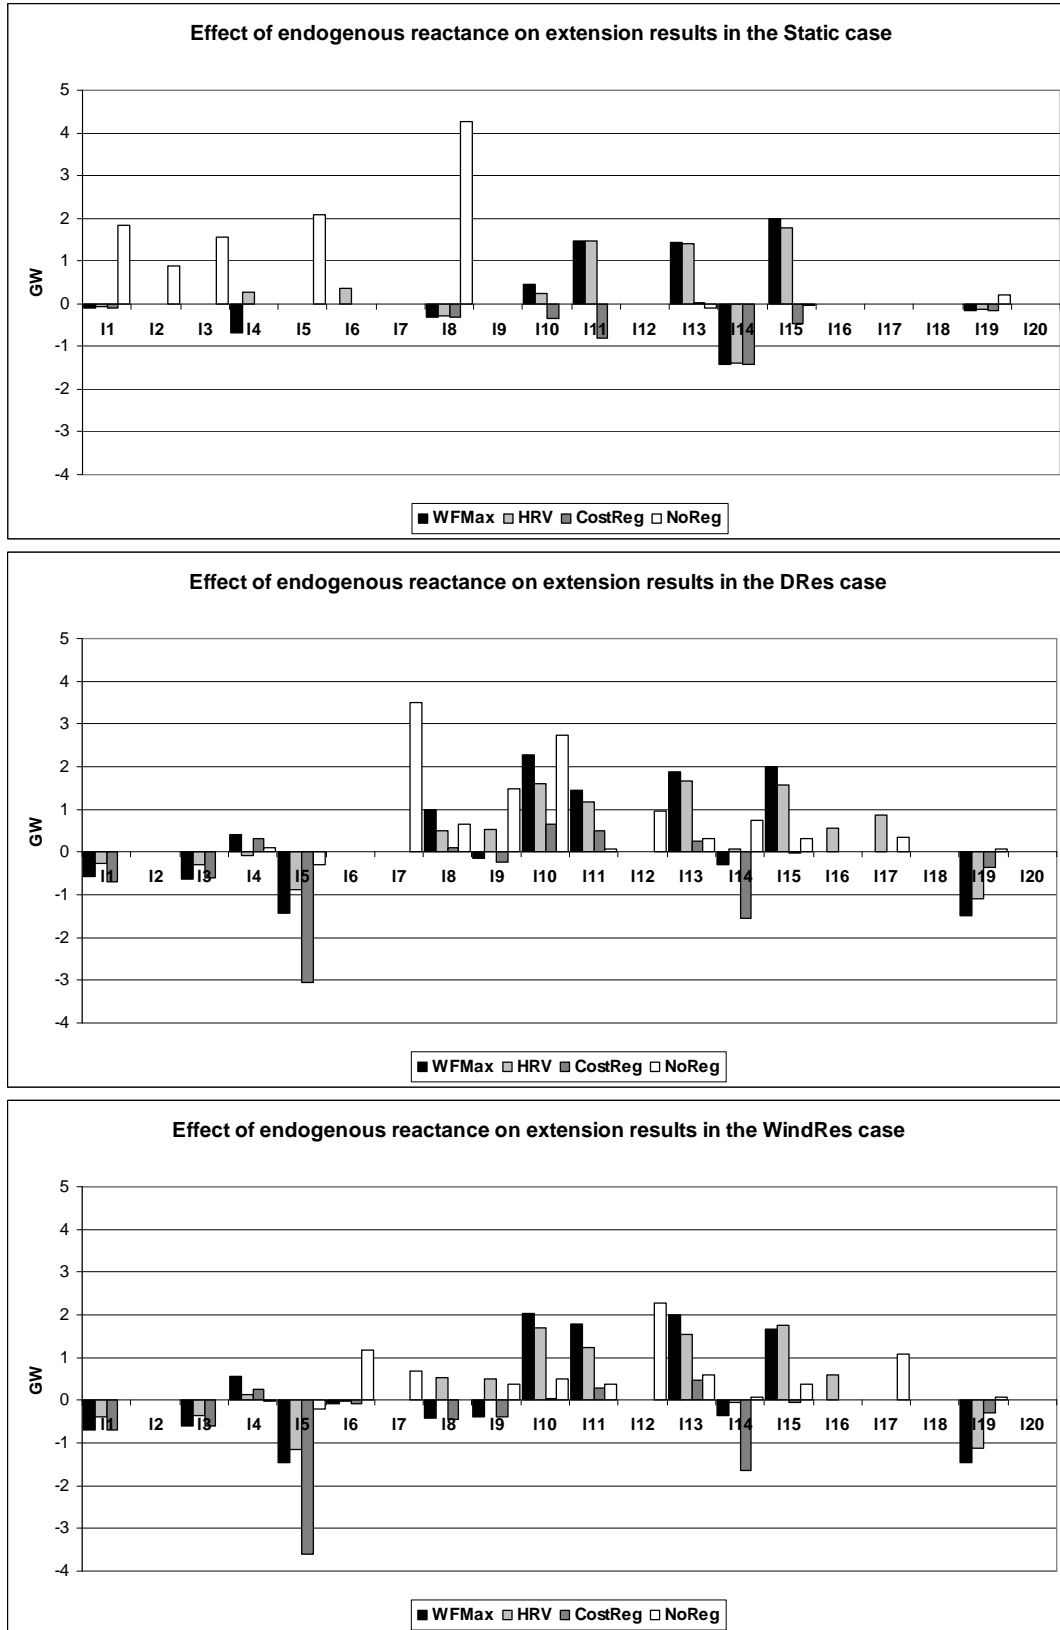 Effect of endogenous reactance on extension results in the Static case
5
4
3
2
1
0
-1
-2
-3
-4
GW
I1 I2 I3 I4 I5 I6 I7 I8 I9 I10 I11 I12 I13 I14 I15 I16 I17 I18 I19 I20
WFMax HRV CostReg NoReg
Effect of endogenous reactance on extension results in the DRes case
5
4
3
2
1
0
-1
-2
-3
-4
GW
I1 I2 I3 I4 I5 I6 I7 I8 I9 I10 I11 I12 I13 I14 I15 I16 I17 I18 I19 I20
WFMax HRV CostReg NoReg
Effect of endogenous reactance on extension results in the WindRes case
5
4
3
2
1
0
-1
-2
-3
-4
GW
I1 I2 I3 I4 I5 I6 I7 I8 I9 I10 I11 I12 I13 I14 I15 I16 I17 I18 I19 I20
WFMax HRV CostReg NoReg